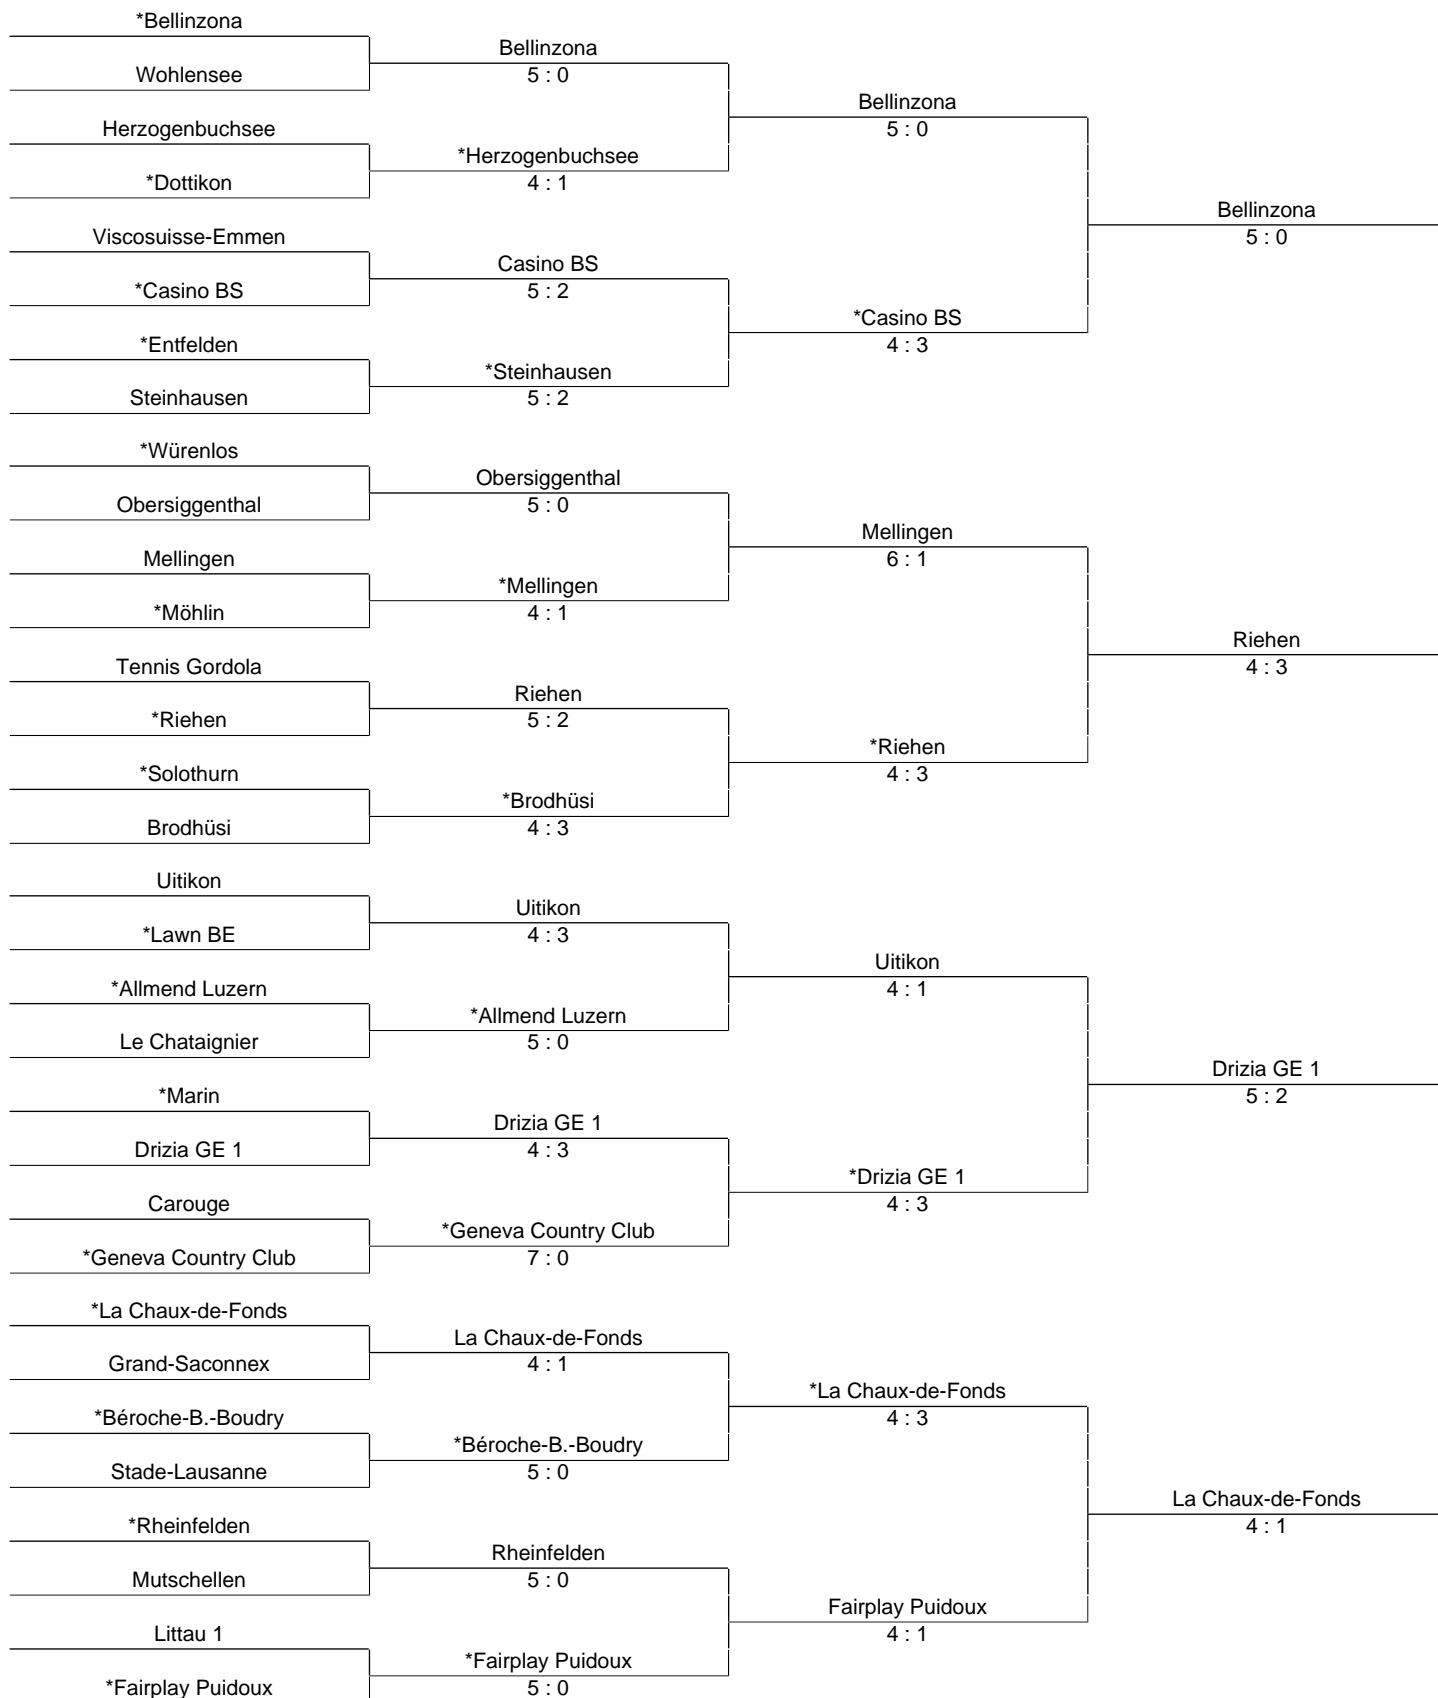 *Bellinzona
Wohlensee
Herzogenbuchsee
*Dottikon
Viscosuisse-Emmen
*Casino BS
*Entfelden
Steinhausen
*Würenlos
Obersiggenthal
Mellingen
*Möhlin
Tennis Gordola
*Riehen
*Solothurn
Brodhüsi
Uitikon
*Lawn BE
*Allmend Luzern
Le Chataignier
*Marin
Drizia GE 1
Carouge
*Geneva Country Club
*La Chaux-de-Fonds
Grand-Saconnex
*Béroche-B.-Boudry
Stade-Lausanne
*Rheinfelden
Mutschellen
Littau 1
*Fairplay Puidoux
Bellinzona
5 : 0
*Herzogenbuchsee
4 : 1
Casino BS
5 : 2
*Steinhausen
5 : 2
Obersiggenthal
5 : 0
*Mellingen
4 : 1
Riehen
5 : 2
*Brodhüsi
4 : 3
Uitikon
4 : 3
*Allmend Luzern
5 : 0
Drizia GE 1
4 : 3
*Geneva Country Club
7 : 0
La Chaux-de-Fonds
4 : 1
*Béroche-B.-Boudry
5 : 0
Rheinfelden
5 : 0
*Fairplay Puidoux
5 : 0
Bellinzona
5 : 0
*Casino BS
4 : 3
Mellingen
6 : 1
*Riehen
4 : 3
Uitikon
4 : 1
*Drizia GE 1
4 : 3
*La Chaux-de-Fonds
4 : 3
Fairplay Puidoux
4 : 1
Bellinzona
5 : 0
Riehen
4 : 3
Drizia GE 1
5 : 2
La Chaux-de-Fonds
4 : 1